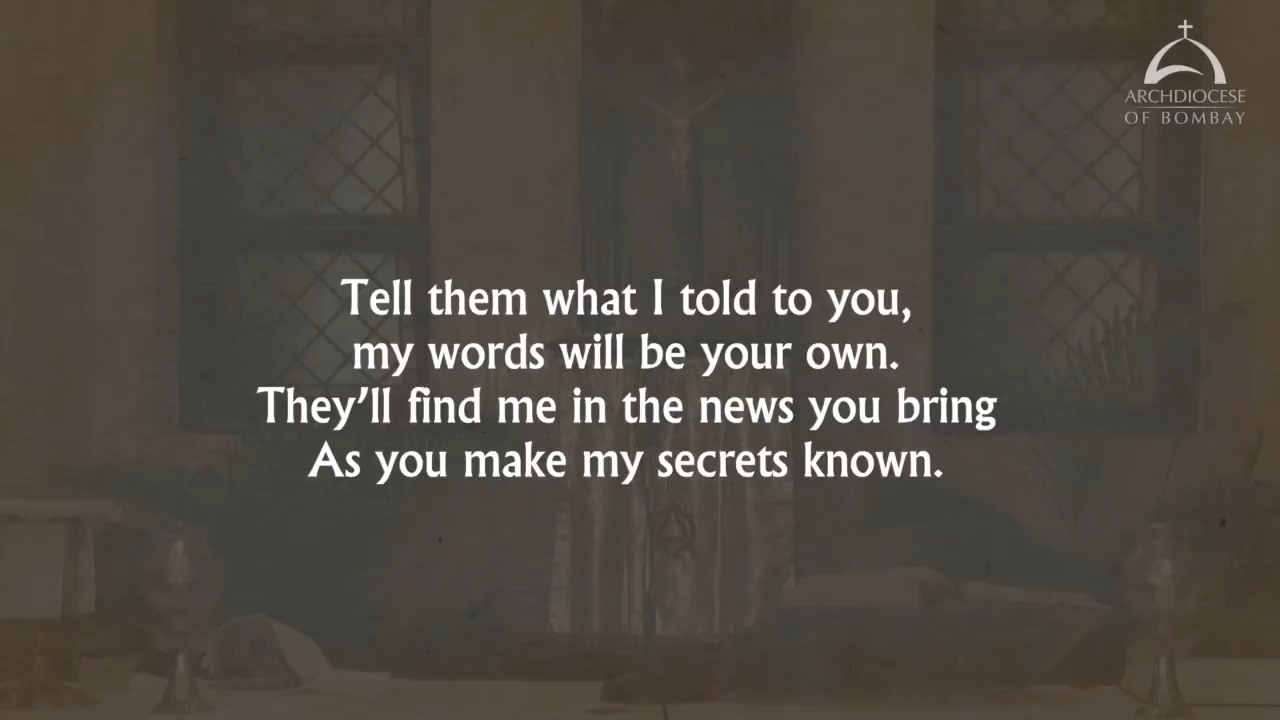 ARCHDIOCESE
OF BOMBAY
Tell them what I told to you,
my words will be your own.
They’ll find me in the news you bring
As you make my secrets known.